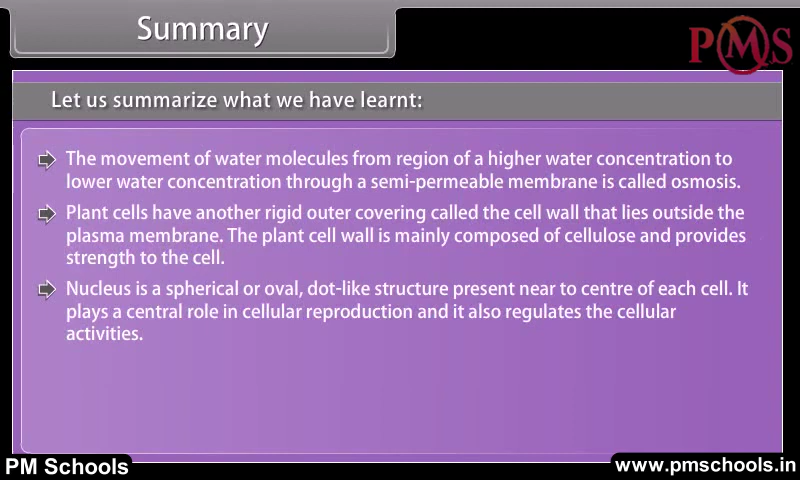 Summary
PMS
Let us summarize what we have learnt:
The movement of water molecules from region of a higher water concentration to
lower water concentration through a semi-permeable membrane is called osmosis.
Plant cells have another rigid outer covering called the cell wall that lies outside the
plasma membrane. The plant cell wall is mainly composed of cellulose and provides
strength to the cell.
Nucleus is a spherical or oval, dot-like structure present near to centre of each cell. It
plays a central role in cellular reproduction and it also regulates the cellular
activities.
PM Schools
www.pmschools.in